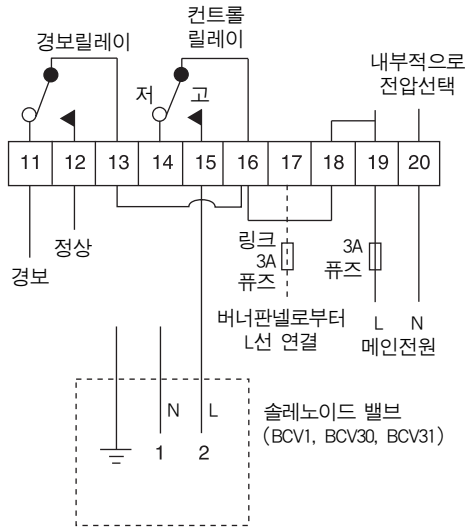 컨트롤
릴레이
경보릴레이
내부적으로
전압선택
저 고
11 12 13 14 15 16 17 18 19 20
정상
경보
링크
3A
퓨즈
3A
퓨즈
버너판넬로부터
L선 연결
L N
메인전원
N L
1 2
솔레노이드 밸브
(BCV1, BCV30, BCV31)